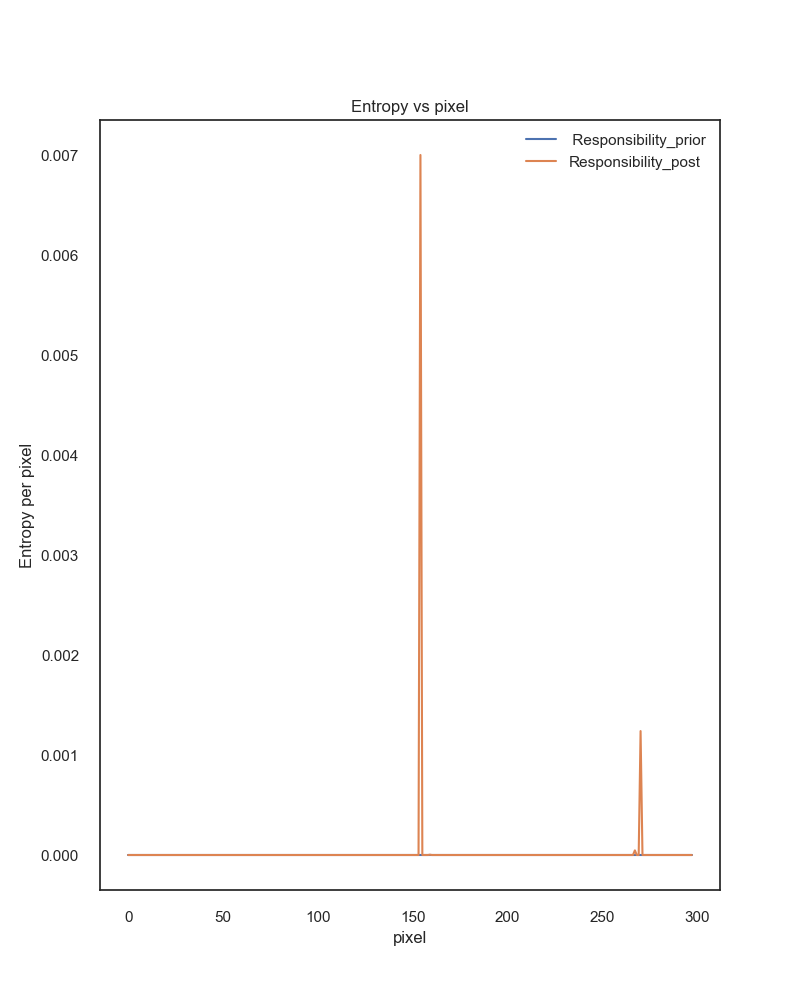 Entropy vs pixel
Responsibility_prior
Responsibility_post
0.007
0.006
0.005
0.004
0.003
0.002
0.001
0.000
Entropy per pixel
0 50 100 150 200 250 300
pixel